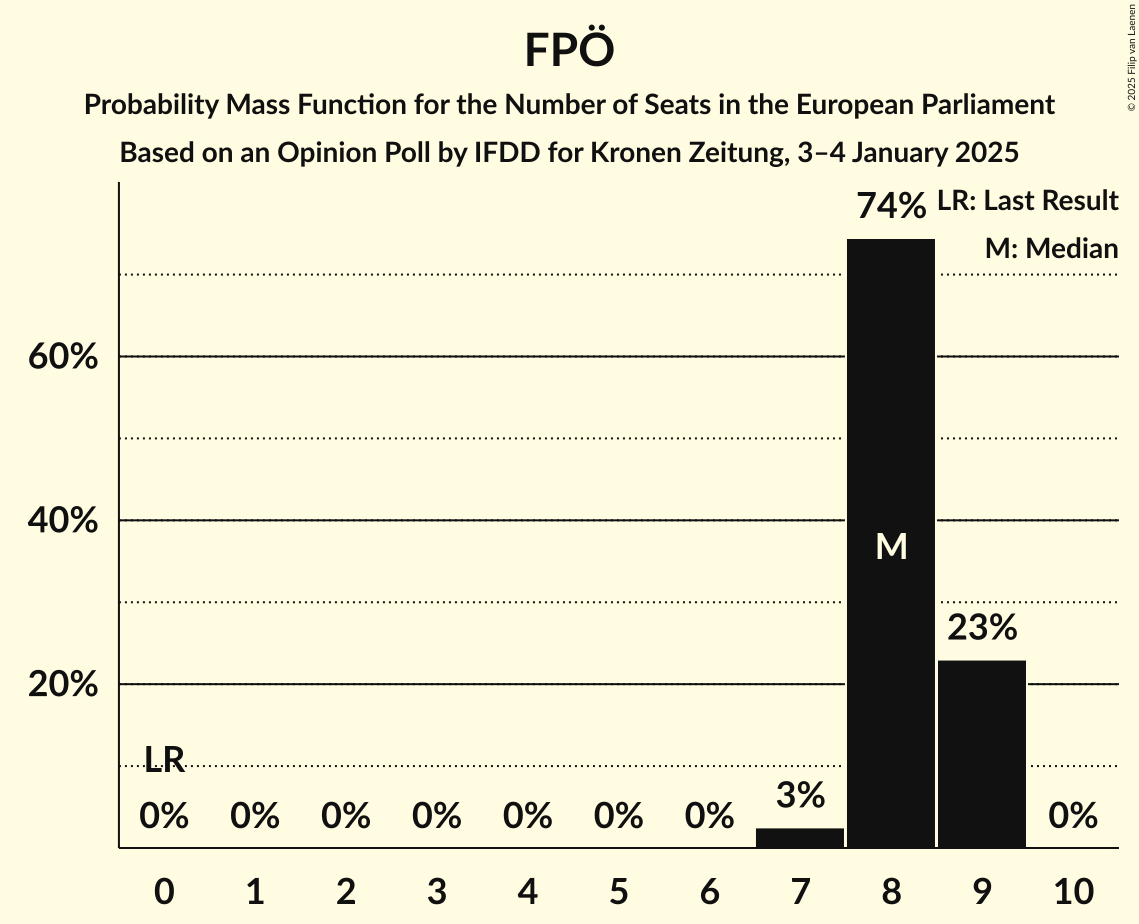 FPÖ
Probability Mass Function for the Number of Seats in the European Parliament
Based on an Opinion Poll by IFDD for Kronen Zeitung, 3–4 January 2025
© 2025 Filip van Laenen
LR: Last Result
M: Median
60%
40%
20%
LR
M
0%
0%
0%
0%
0%
0%
0%
3%
74%
23%
0%
0 1 2 3 4 5 6 7 8 9 10